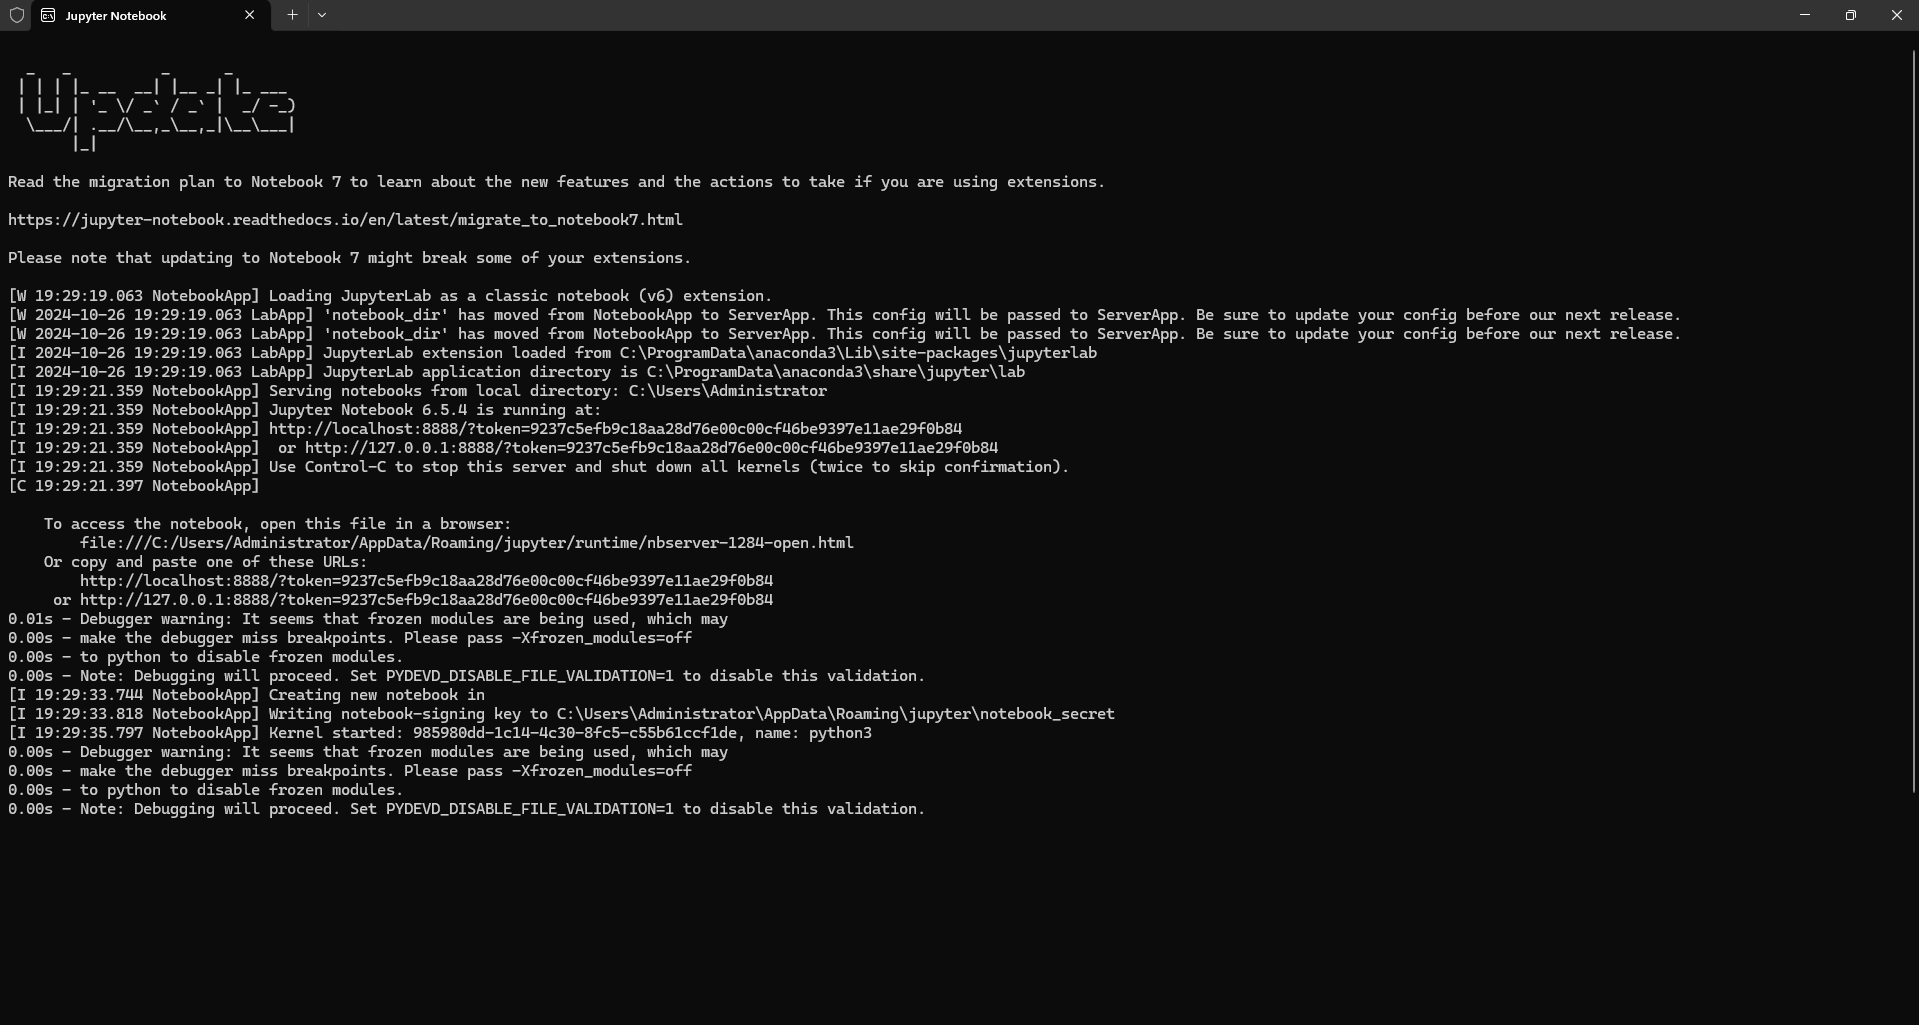 Jupyter Notebook
  _   _          _      _
 | | | |_ __  __| |__ _| |_ ___
 | |_| | '_ \/ _` / _` |  _/ -_)
  \___/| .__/\__,_\__,_|\__\___|
       |_|
Read the migration plan to Notebook 7 to learn about the new features and the actions to take if you are using extensions.
https://jupyter-notebook.readthedocs.io/en/latest/migrate_to_notebook7.html
Please note that updating to Notebook 7 might break some of your extensions.
[W 19:29:19.063 NotebookApp] Loading JupyterLab as a classic notebook (v6) extension.
[W 2024-10-26 19:29:19.063 LabApp] 'notebook_dir' has moved from NotebookApp to ServerApp. This config will be passed to ServerApp. Be sure to update your config before our next release.
[W 2024-10-26 19:29:19.063 LabApp] 'notebook_dir' has moved from NotebookApp to ServerApp. This config will be passed to ServerApp. Be sure to update your config before our next release.
[I 2024-10-26 19:29:19.063 LabApp] JupyterLab extension loaded from C:\ProgramData\anaconda3\Lib\site-packages\jupyterlab
[I 2024-10-26 19:29:19.063 LabApp] JupyterLab application directory is C:\ProgramData\anaconda3\share\jupyter\lab
[I 19:29:21.359 NotebookApp] Serving notebooks from local directory: C:\Users\Administrator
[I 19:29:21.359 NotebookApp] Jupyter Notebook 6.5.4 is running at:
[I 19:29:21.359 NotebookApp] http://localhost:8888/?token=9237c5efb9c18aa28d76e00c00cf46be9397e11ae29f0b84
[I 19:29:21.359 NotebookApp]  or http://127.0.0.1:8888/?token=9237c5efb9c18aa28d76e00c00cf46be9397e11ae29f0b84
[I 19:29:21.359 NotebookApp] Use Control-C to stop this server and shut down all kernels (twice to skip confirmation).
[C 19:29:21.397 NotebookApp]
To access the notebook, open this file in a browser:
file:///C:/Users/Administrator/AppData/Roaming/jupyter/runtime/nbserver-1284-open.html
Or copy and paste one of these URLs:
http://localhost:8888/?token=9237c5efb9c18aa28d76e00c00cf46be9397e11ae29f0b84
or http://127.0.0.1:8888/?token=9237c5efb9c18aa28d76e00c00cf46be9397e11ae29f0b84
0.01s - Debugger warning: It seems that frozen modules are being used, which may
0.00s - make the debugger miss breakpoints. Please pass -Xfrozen_modules=off
0.00s - to python to disable frozen modules.
0.00s - Note: Debugging will proceed. Set PYDEVD_DISABLE_FILE_VALIDATION=1 to disable this validation.
[I 19:29:33.744 NotebookApp] Creating new notebook in
[I 19:29:33.818 NotebookApp] Writing notebook-signing key to C:\Users\Administrator\AppData\Roaming\jupyter\notebook_secret
[I 19:29:35.797 NotebookApp] Kernel started: 985980dd-1c14-4c30-8fc5-c55b61ccf1de, name: python3
0.00s - Debugger warning: It seems that frozen modules are being used, which may
0.00s - make the debugger miss breakpoints. Please pass -Xfrozen_modules=off
0.00s - to python to disable frozen modules.
0.00s - Note: Debugging will proceed. Set PYDEVD_DISABLE_FILE_VALIDATION=1 to disable this validation.